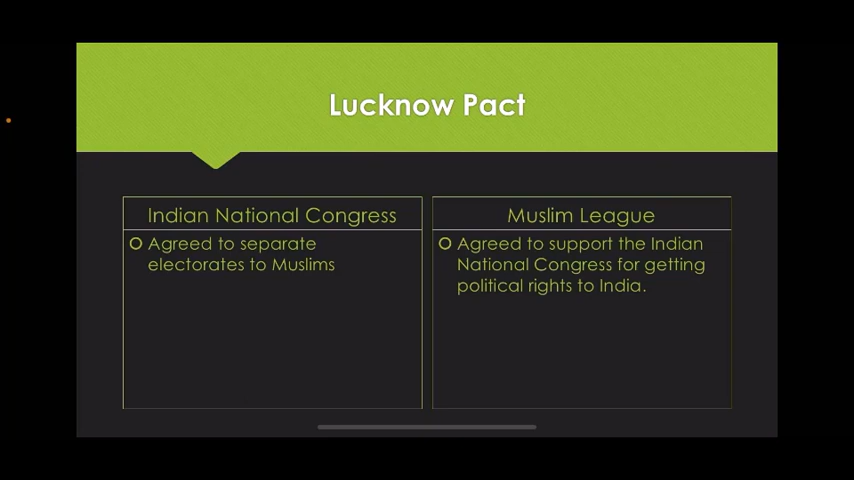 Lucknow Pact
Indian National Congress
O Agreed to separate
electorates to Muslims
Muslim League
O Agreed to support the Indian
National Congress for getting
political rights to India.